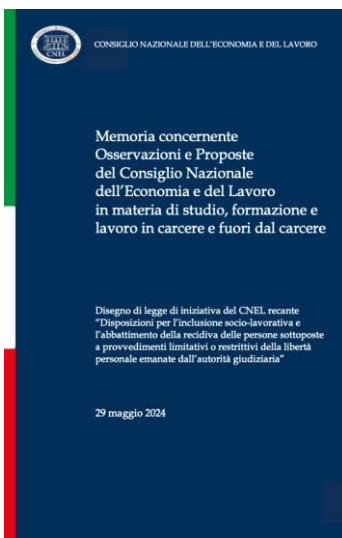 CNEL
CONSIGLIO NAZIONALE DELL'ECONOMIA E DEL LAVORO
Memoria concernente
Osservazioni e Proposte
del Consiglio Nazionale
dell'Economia e del Lavoro
in materia di studio, formazione e
lavoro in carcere e fuori dal carcere
Disegno di legge di iniziativa del CNEL recante
"Disposizioni per l'inclusione socio-lavorativa e
l'abbattimento della recidiva delle persone sottoposte
a provvedimenti limitativi o restrittivi della libertà
personale emanate dall'autorità giudiziaria"
29 maggio 2024